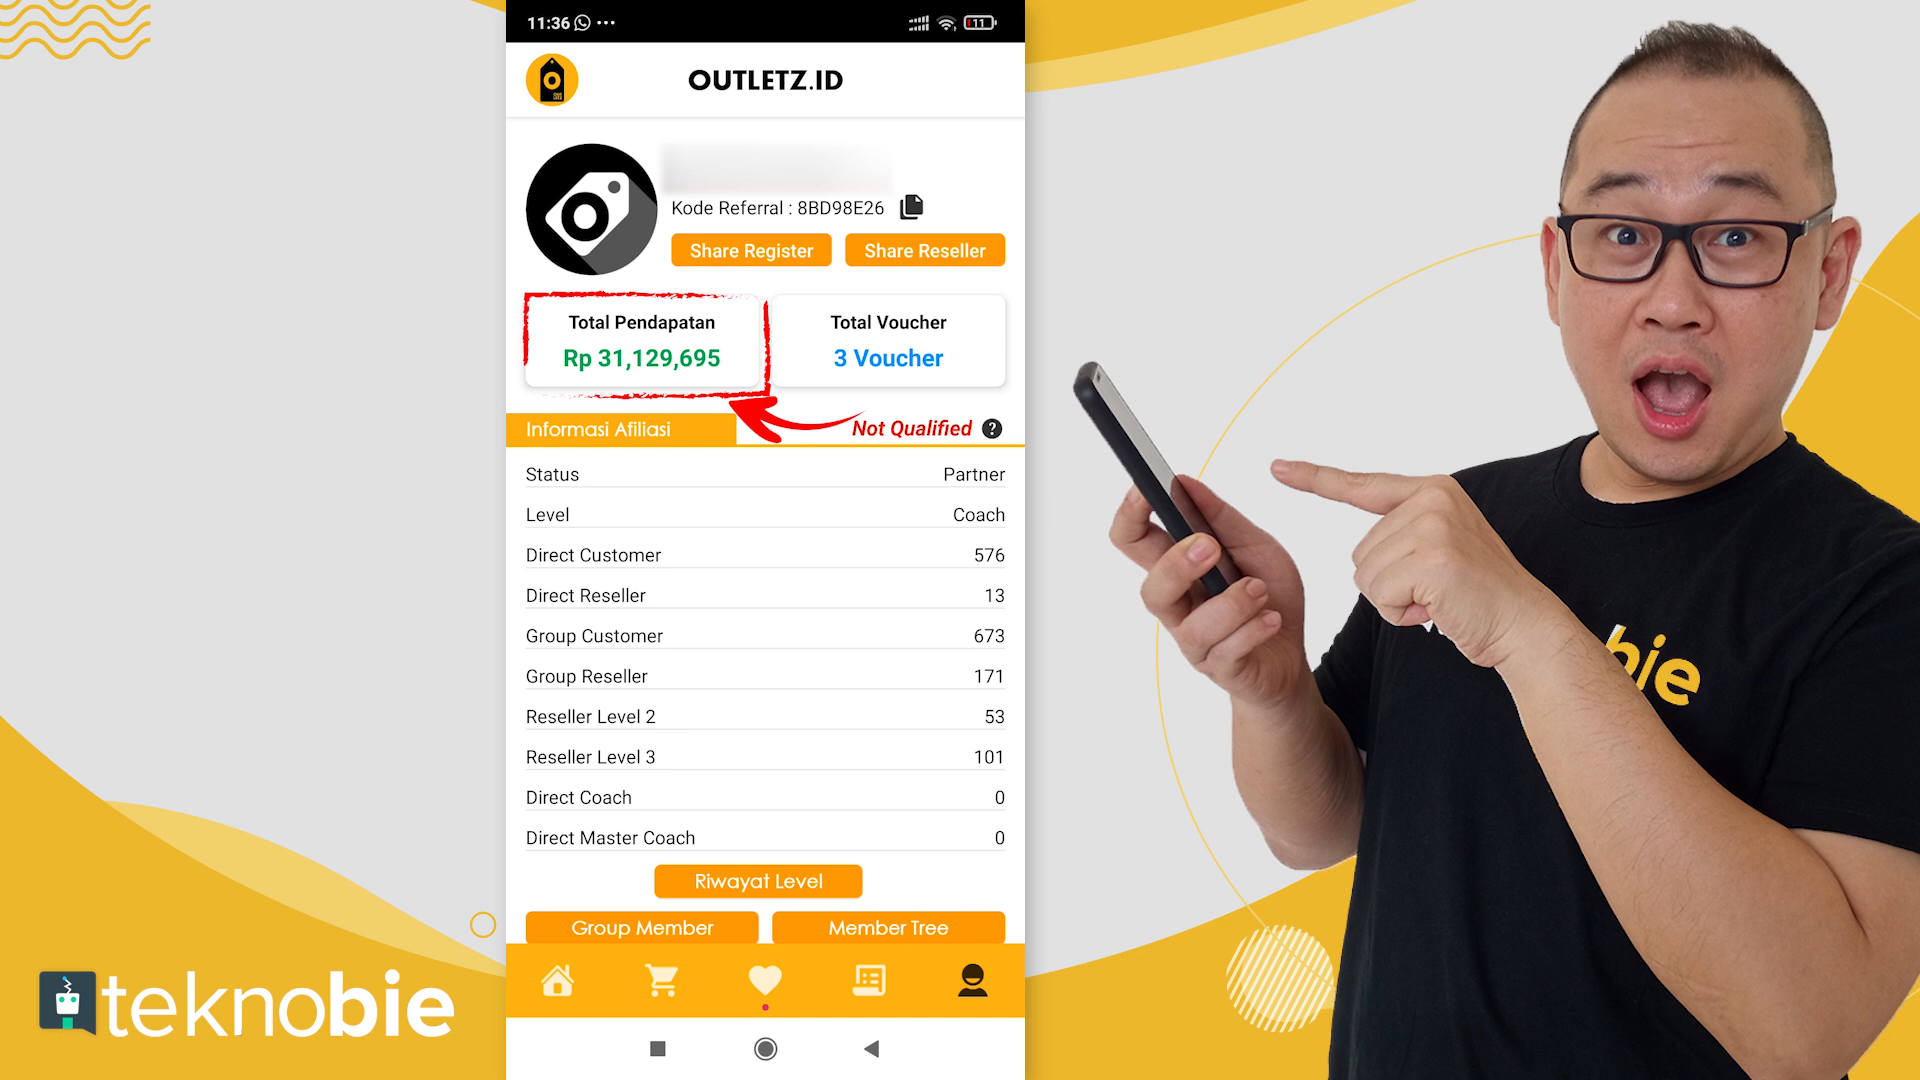 11:36
11
OUTLETZ.ID
Kode Referral : 8BD98E26
Share Register
Share Reseller
Total Pendapatan
Rp 31,129,695
Total Voucher
3 Voucher
Informasi Afiliasi
Not Qualified ?
Status Partner
Level Coach
Direct Customer 576
Direct Reseller 13
Group Customer 673
Group Reseller 171
Reseller Level 2 53
Reseller Level 3 101
Direct Coach 0
Direct Master Coach 0
Riwayat Level
Group Member
Member Tree
bie
teknobie